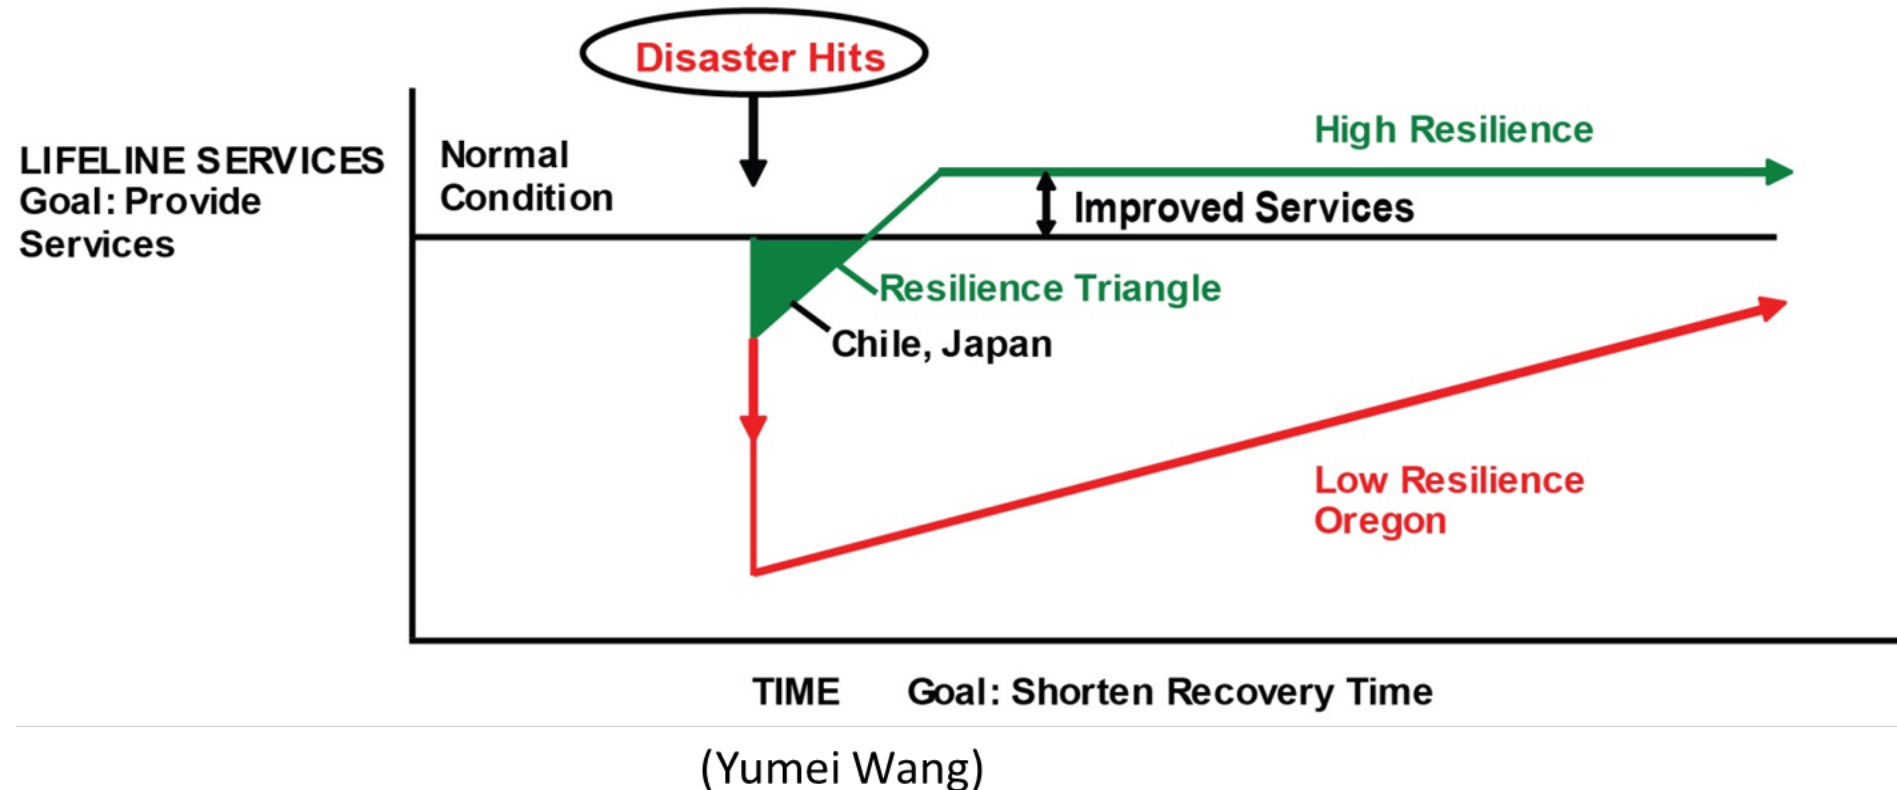 Disaster Hits
High Resilience
LIFELINE SERVICES
Goal: Provide
Services
Normal
Condition
Improved Services
Resilience Triangle
Chile, Japan
Low Resilience
Oregon
TIME Goal: Shorten Recovery Time
(Yumei Wang)